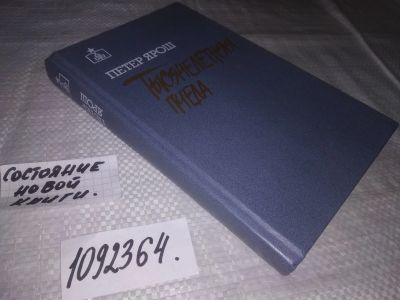 ПЕТЕР ЯРОШ
Тысячелетняя
пчела
СОСТОЯНИЕ
НОВОЙ
КНИГИ.
1092364.